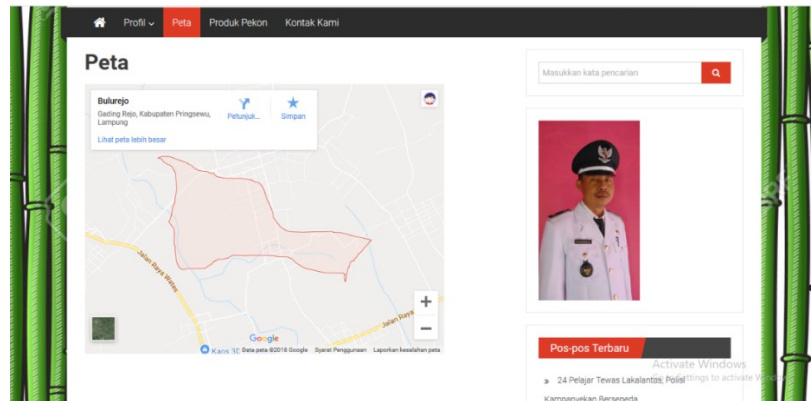 Profil
Peta
Produk Pekon
Kontak Kami
Peta
Bulurejo
Gading Rejo, Kabupaten Pringsewu,
Lampung
Lihat peta lebih besar
Petunjuk...
Simpan
Jalan Raya Wates
Jalan Raya
Google
Data peta ©2018 Google
Syarat Penggunaan
Laporkan kesalahan peta
Masukkan kata pencarian
Pos-pos Terbaru
Activate Windows
24 Pelajar Tewas Lakalantas, Polisi
Kampanyekan Bersepeda